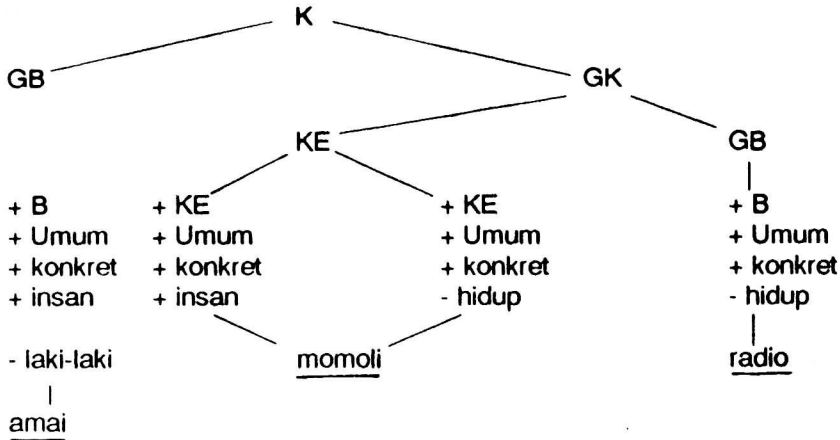 K
GB GK
KE GB
+ B + KE + KE + B
+ Umum + Umum + Umum + Umum
+ konkret + konkret + konkret + konkret
+ insan + insan - hidup - hidup
- laki-laki momoli radio
amai